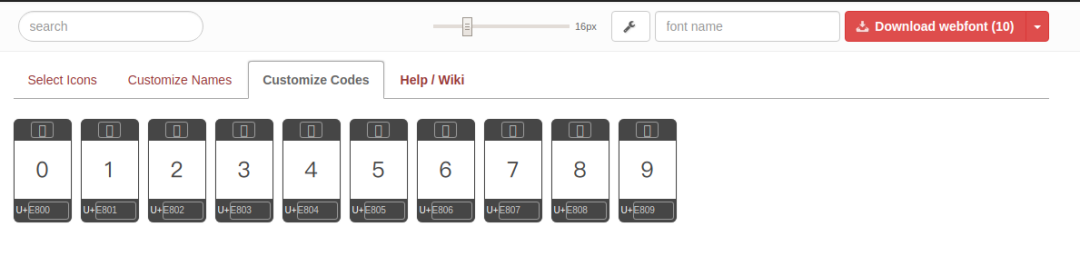 search 16px font name Download webfont (10)
Select Icons Customize Names Customize Codes Help / Wiki
0 1 2 3 4 5 6 7 8 9
U+E800 U+E801 U+E802 U+E803 U+E804 U+E805 U+E806 U+E807 U+E808 U+E809